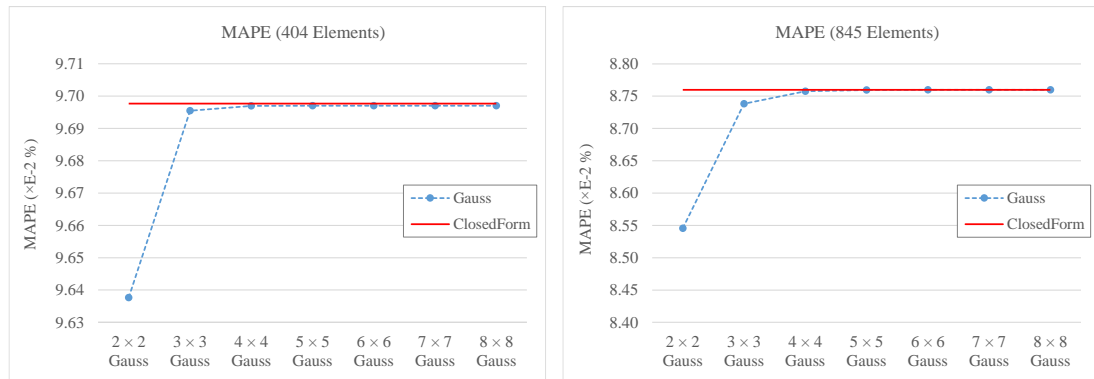 MAPE (404 Elements)
MAPE (×E-2 %)
9.71
9.70
9.69
9.68
9.67
9.66
9.65
9.64
9.63
Gauss
ClosedForm
2 × 2 3 × 3 4 × 4 5 × 5 6 × 6 7 × 7 8 × 8
Gauss Gauss Gauss Gauss Gauss Gauss Gauss
MAPE (845 Elements)
MAPE (×E-2 %)
8.80
8.75
8.70
8.65
8.60
8.55
8.50
8.45
8.40
Gauss
ClosedForm
2 × 2 3 × 3 4 × 4 5 × 5 6 × 6 7 × 7 8 × 8
Gauss Gauss Gauss Gauss Gauss Gauss Gauss